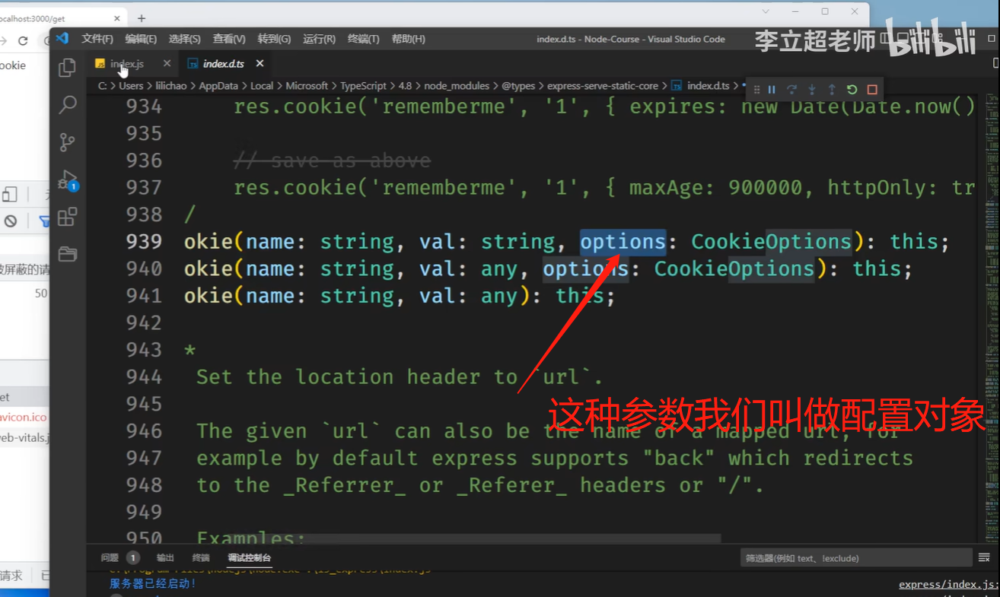 ocalhost:3000/get
文件(F) 编辑(E) 选择(S) 查看(V) 转到(G) 运行(R) 终端(T) 帮助(H)
index.d.ts - Node-Course - Visual Studio Code
李立超老师 bilibili
ookie
JS index.js
TS index.d.ts
C: > Users > lilichao > AppData > Local > Microsoft > TypeScript > 4.8 > node_modules > @types > express-serve-static-core > TS index.d.ts >
934 res.cookie('rememberme', '1', { expires: new Date(Date.now()
935
936 // save as above
937 res.cookie('rememberme', '1', { maxAge: 900000, httpOnly: tr
938 /
939 okie(name: string, val: string, options: CookieOptions): this;
940 okie(name: string, val: any, options: CookieOptions): this;
941 okie(name: string, val: any): this;
942
943 *
944 Set the location header to `url`.
945
这种参数我们叫做配置对象
946 The given `url` can also be the name of a mapped url, for
947 example by default express supports "back" which redirects
948 to the _Referrer_ or _Referer_ headers or "/".
949
950 Examples:
1
被屏蔽的请
50
et
avicon.ico
eb-vitals.j
请求
问题 1 输出 终端 调试控制台
筛选器(例如 text、!exclude)
服务器已经启动!
express/index.js: